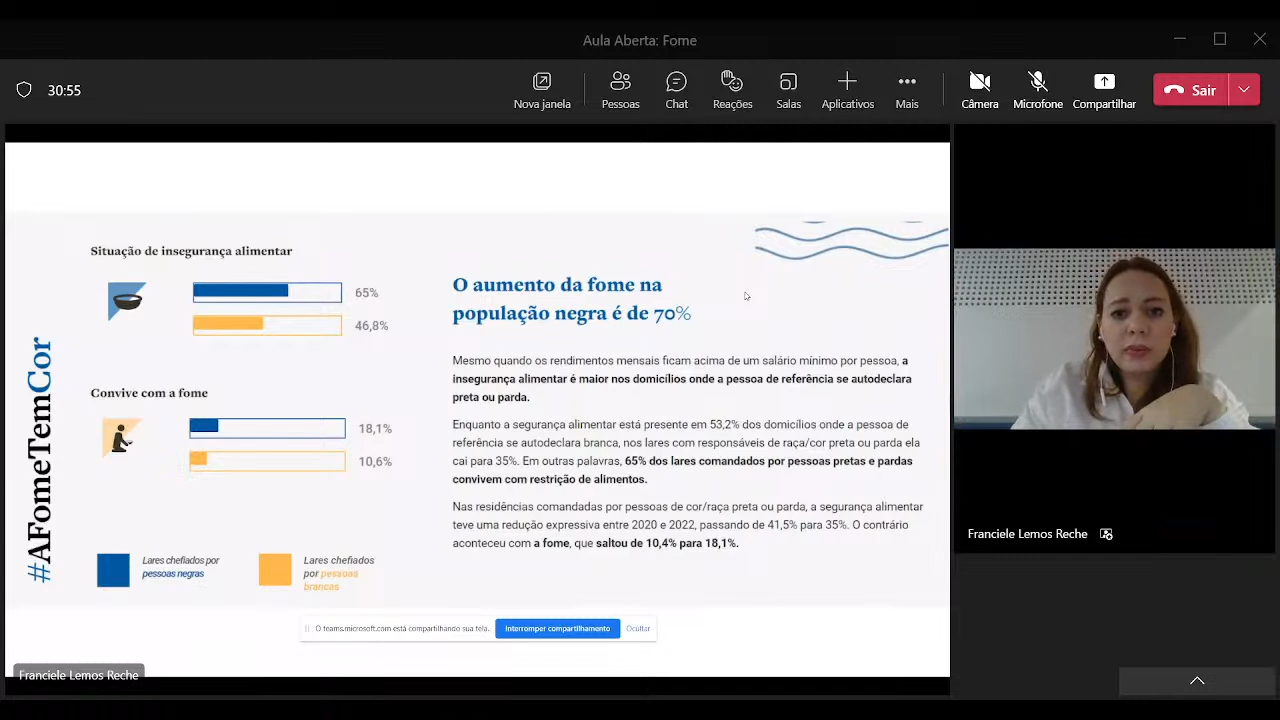 Aula Aberta: Fome
30:55
Nova janela
Pessoas
Chat
Reações
Salas
Aplicativos
Mais
Câmera
Microfone
Compartilhar
Sair
#AFomeTemCor
Situação de insegurança alimentar
65%
46,8%
Convive com a fome
18,1%
10,6%
Lares chefiados por
pessoas negras
Lares chefiados
por pessoas
brancas
O aumento da fome na
população negra é de 70%
Mesmo quando os rendimentos mensais ficam acima de um salário mínimo por pessoa, a
insegurança alimentar é maior nos domicílios onde a pessoa de referência se autodeclara
preta ou parda.
Enquanto a segurança alimentar está presente em 53,2% dos domicílios onde a pessoa de
referência se autodeclara branca, nos lares com responsáveis de raça/cor preta ou parda ela
cai para 35%. Em outras palavras, 65% dos lares comandados por pessoas pretas e pardas
convivem com restrição de alimentos.
Nas residências comandadas por pessoas de cor/raça preta ou parda, a segurança alimentar
teve uma redução expressiva entre 2020 e 2022, passando de 41,5% para 35%. O contrário
aconteceu com a fome, que saltou de 10,4% para 18,1%.
O teams.microsoft.com está compartilhando sua tela.
Interromper compartilhamento
Ocultar
Franciele Lemos Reche
Franciele Lemos Reche